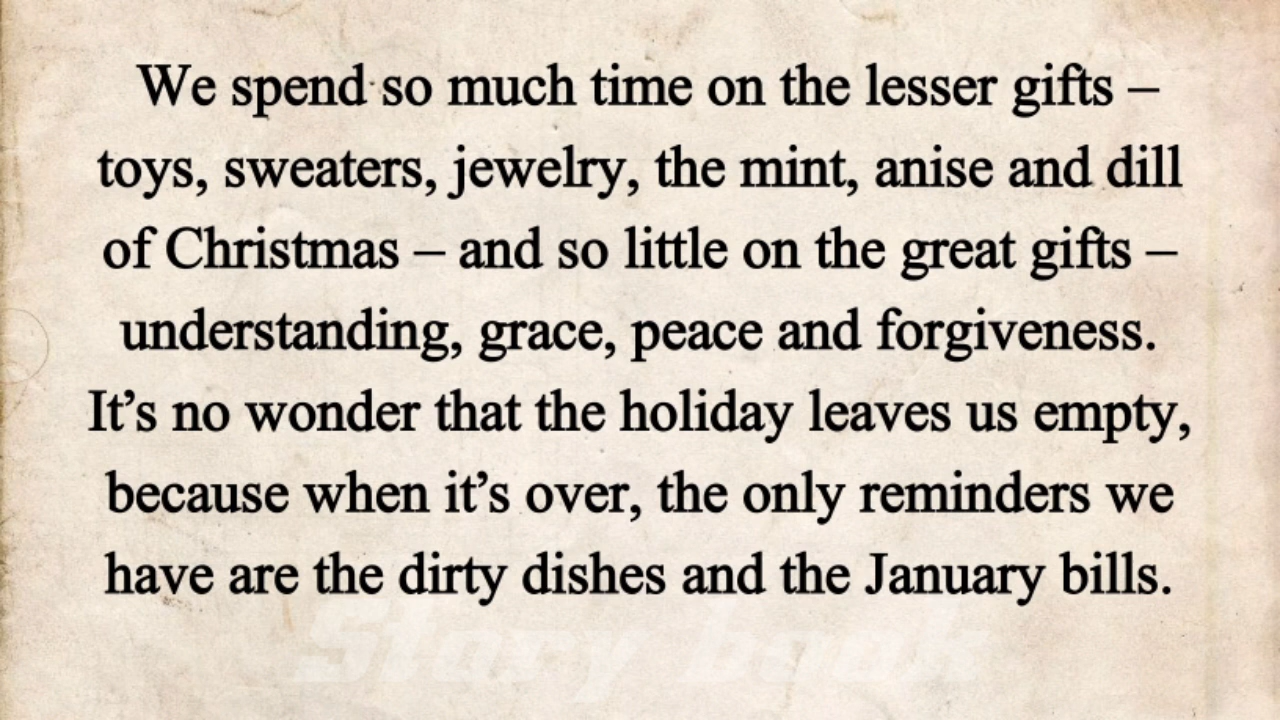 We spend so much time on the lesser gifts –
toys, sweaters, jewelry, the mint, anise and dill
of Christmas – and so little on the great gifts –
understanding, grace, peace and forgiveness.
It’s no wonder that the holiday leaves us empty,
because when it’s over, the only reminders we
have are the dirty dishes and the January bills.
Story book